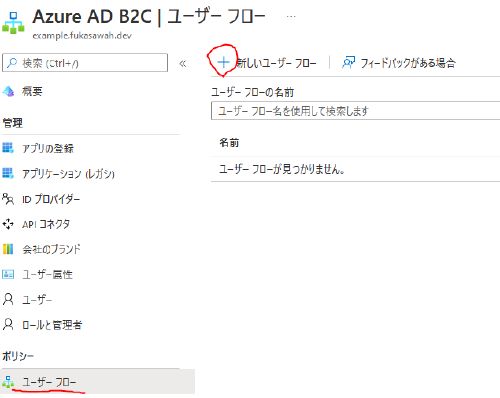 Azure AD B2C | ユーザー フロー ...
example.fukasawah.dev
検索 (Ctrl+/)
«
概要
管理
アプリの登録
アプリケーション (レガシ)
ID プロバイダー
API コネクタ
会社のブランド
ユーザー属性
ユーザー
ロールと管理者
ポリシー
ユーザー フロー
新しいユーザー フロー
フィードバックがある場合
ユーザー フローの名前
ユーザー フロー名を使用して検索します
名前
ユーザー フローが見つかりません。